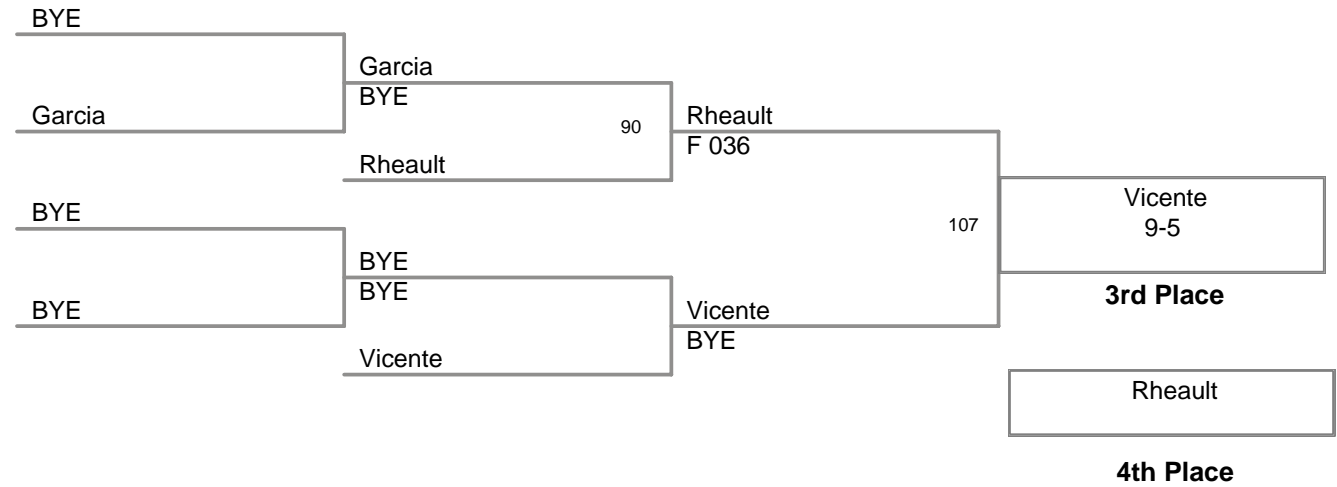 BYE
Garcia
BYE
Garcia
90
Rheault
F 036
Rheault
BYE
107
Vicente
9-5
BYE
BYE
BYE
3rd Place
Vicente
BYE
Vicente
Rheault
4th Place